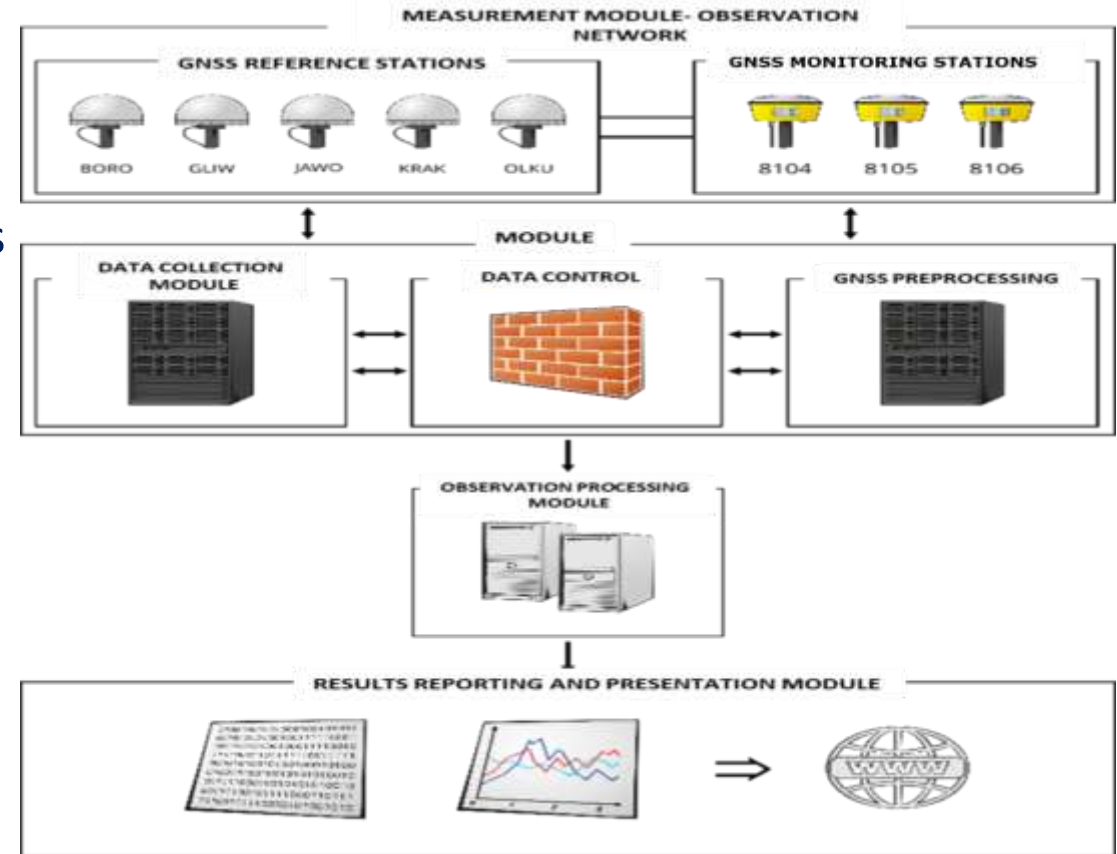 MEASUREMENT MODULE- OBSERVATION
NETWORK
GNSS REFERENCE STATIONS
GNSS MONITORING STATIONS
BORO
GLIW
JAWO
KRAK
OLKU
8104
8105
8106
S
MODULE
DATA COLLECTION
MODULE
DATA CONTROL
GNSS PREPROCESSING
OBSERVATION PROCESSING
MODULE
RESULTS REPORTING AND PRESENTATION MODULE
WWW